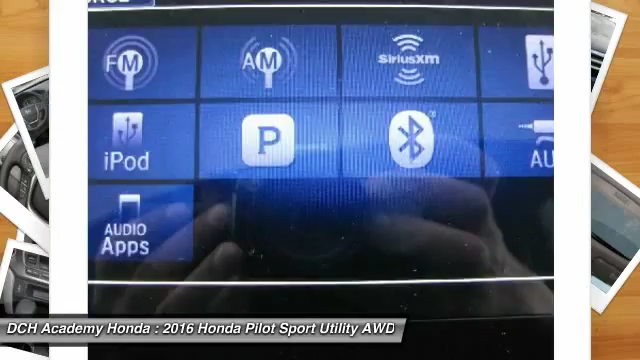 FM
AM
SiriusXM
iPod
P
AU
AUDIO
Apps
DCH Academy Honda : 2016 Honda Pilot Sport Utility AWD